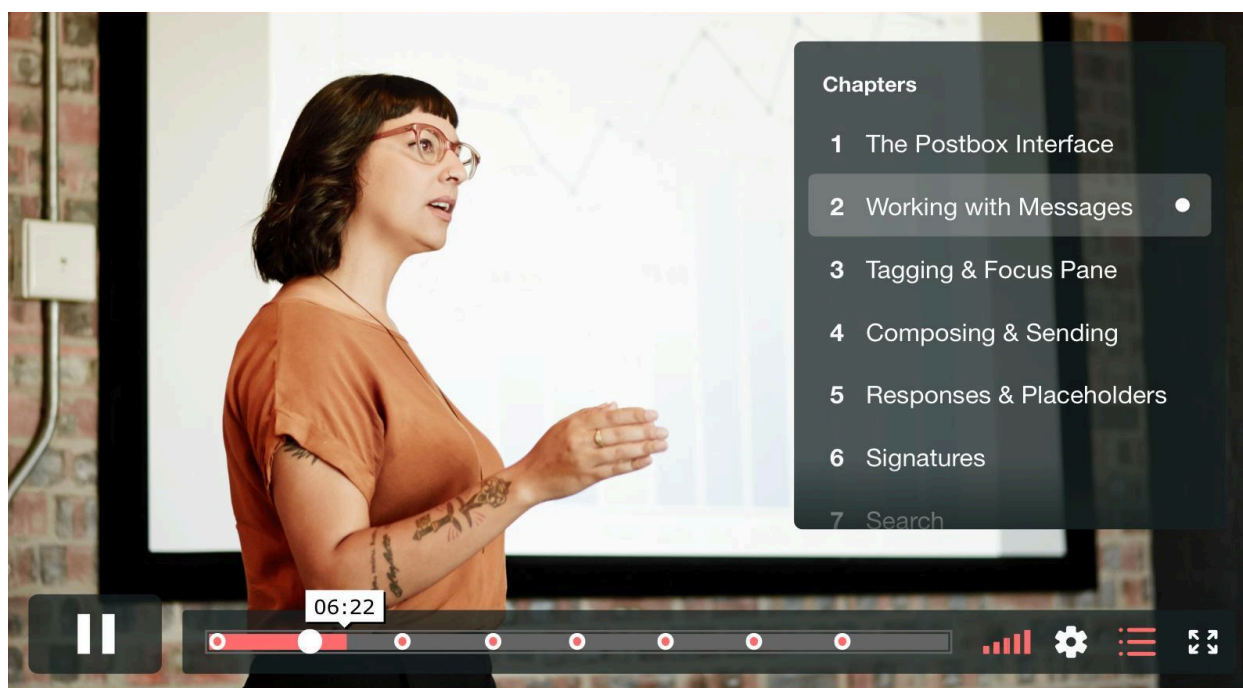 Chapters
1 The Postbox Interface
2 Working with Messages
3 Tagging & Focus Pane
4 Composing & Sending
5 Responses & Placeholders
6 Signatures
7 Search
06:22